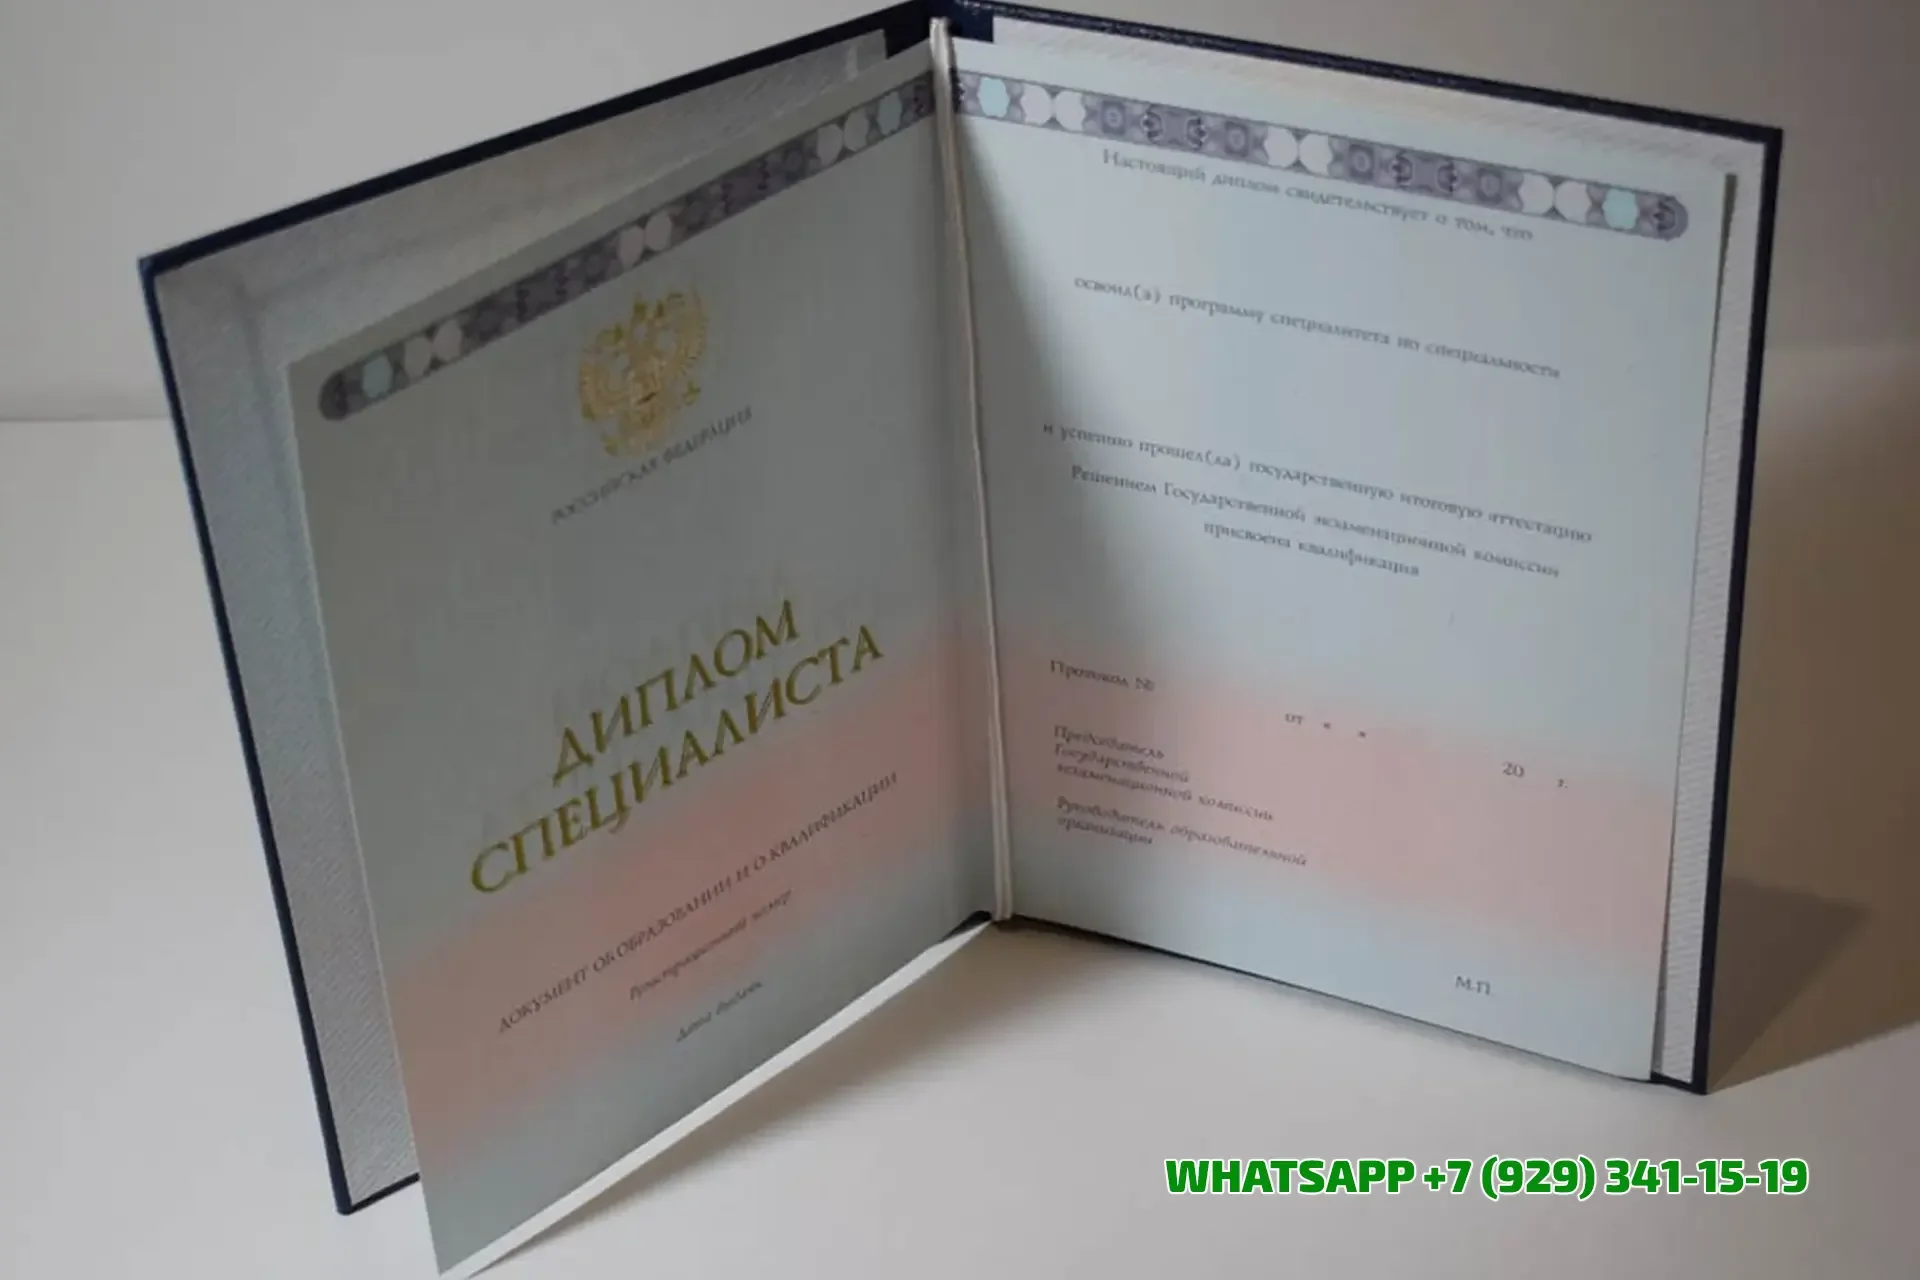 РОССИЙСКАЯ ФЕДЕРАЦИЯ
ДИПЛОМ
СПЕЦИАЛИСТА
ДОКУМЕНТ ОБ ОБРАЗОВАНИИ И О КВАЛИФИКАЦИИ
Регистрационный номер
Дата выдачи
Настоящий диплом свидетельствует о том, что
освоил(а) программу специалитета по специальности
и успешно прошел(ла) государственную итоговую аттестацию
Решением Государственной экзаменационной комиссии
присвоена квалификация
Протокол №
от « » 20 г.
Председатель
Государственной
экзаменационной комиссии
Руководитель образовательной
организации
М.П.
WHATSAPP +7 (929) 341-15-19